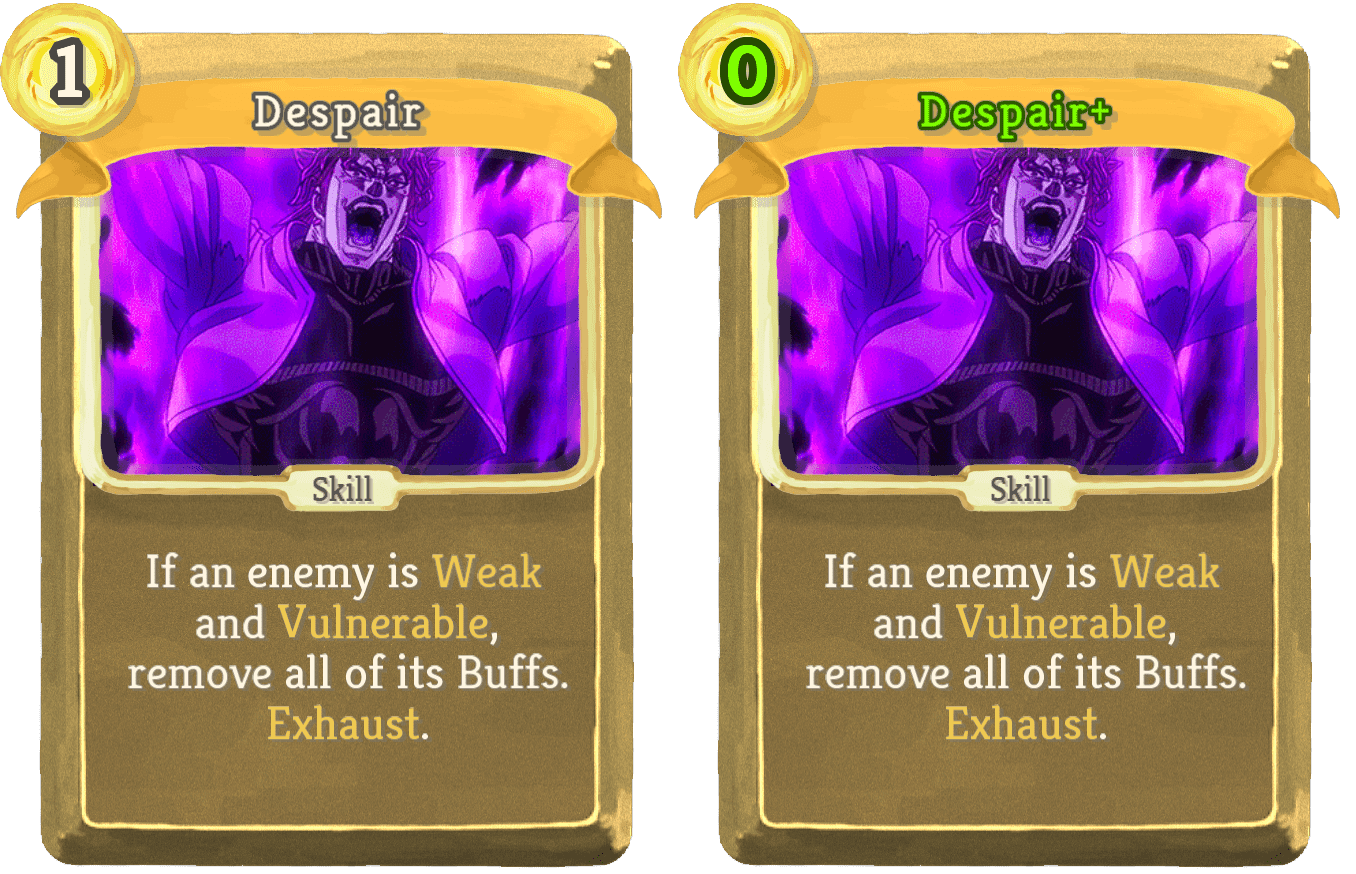 1
Despair
Skill
If an enemy is Weak
and Vulnerable,
remove all of its Buffs.
Exhaust.
0
Despair+
Skill
If an enemy is Weak
and Vulnerable,
remove all of its Buffs.
Exhaust.